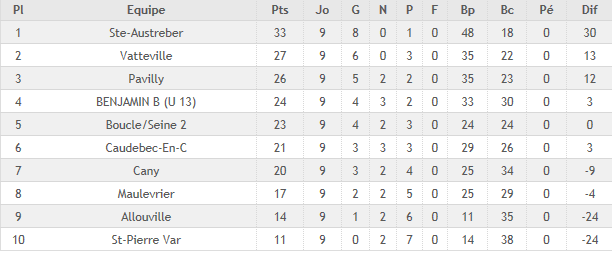 Pl Equipe Pts Jo G N P F Bp Bc Pé Dif
1 Ste-Austreber 33 9 8 0 1 0 48 18 0 30
2 Vatteville 27 9 6 0 3 0 35 22 0 13
3 Pavilly 26 9 5 2 2 0 35 23 0 12
4 BENJAMIN B (U 13) 24 9 4 3 2 0 33 30 0 3
5 Boucle/Seine 2 23 9 4 2 3 0 24 24 0 0
6 Caudebec-En-C 21 9 3 3 3 0 29 26 0 3
7 Cany 20 9 3 2 4 0 25 34 0 -9
8 Maulevrier 17 9 2 2 5 0 25 29 0 -4
9 Allouville 14 9 1 2 6 0 11 35 0 -24
10 St-Pierre Var 11 9 0 2 7 0 14 38 0 -24